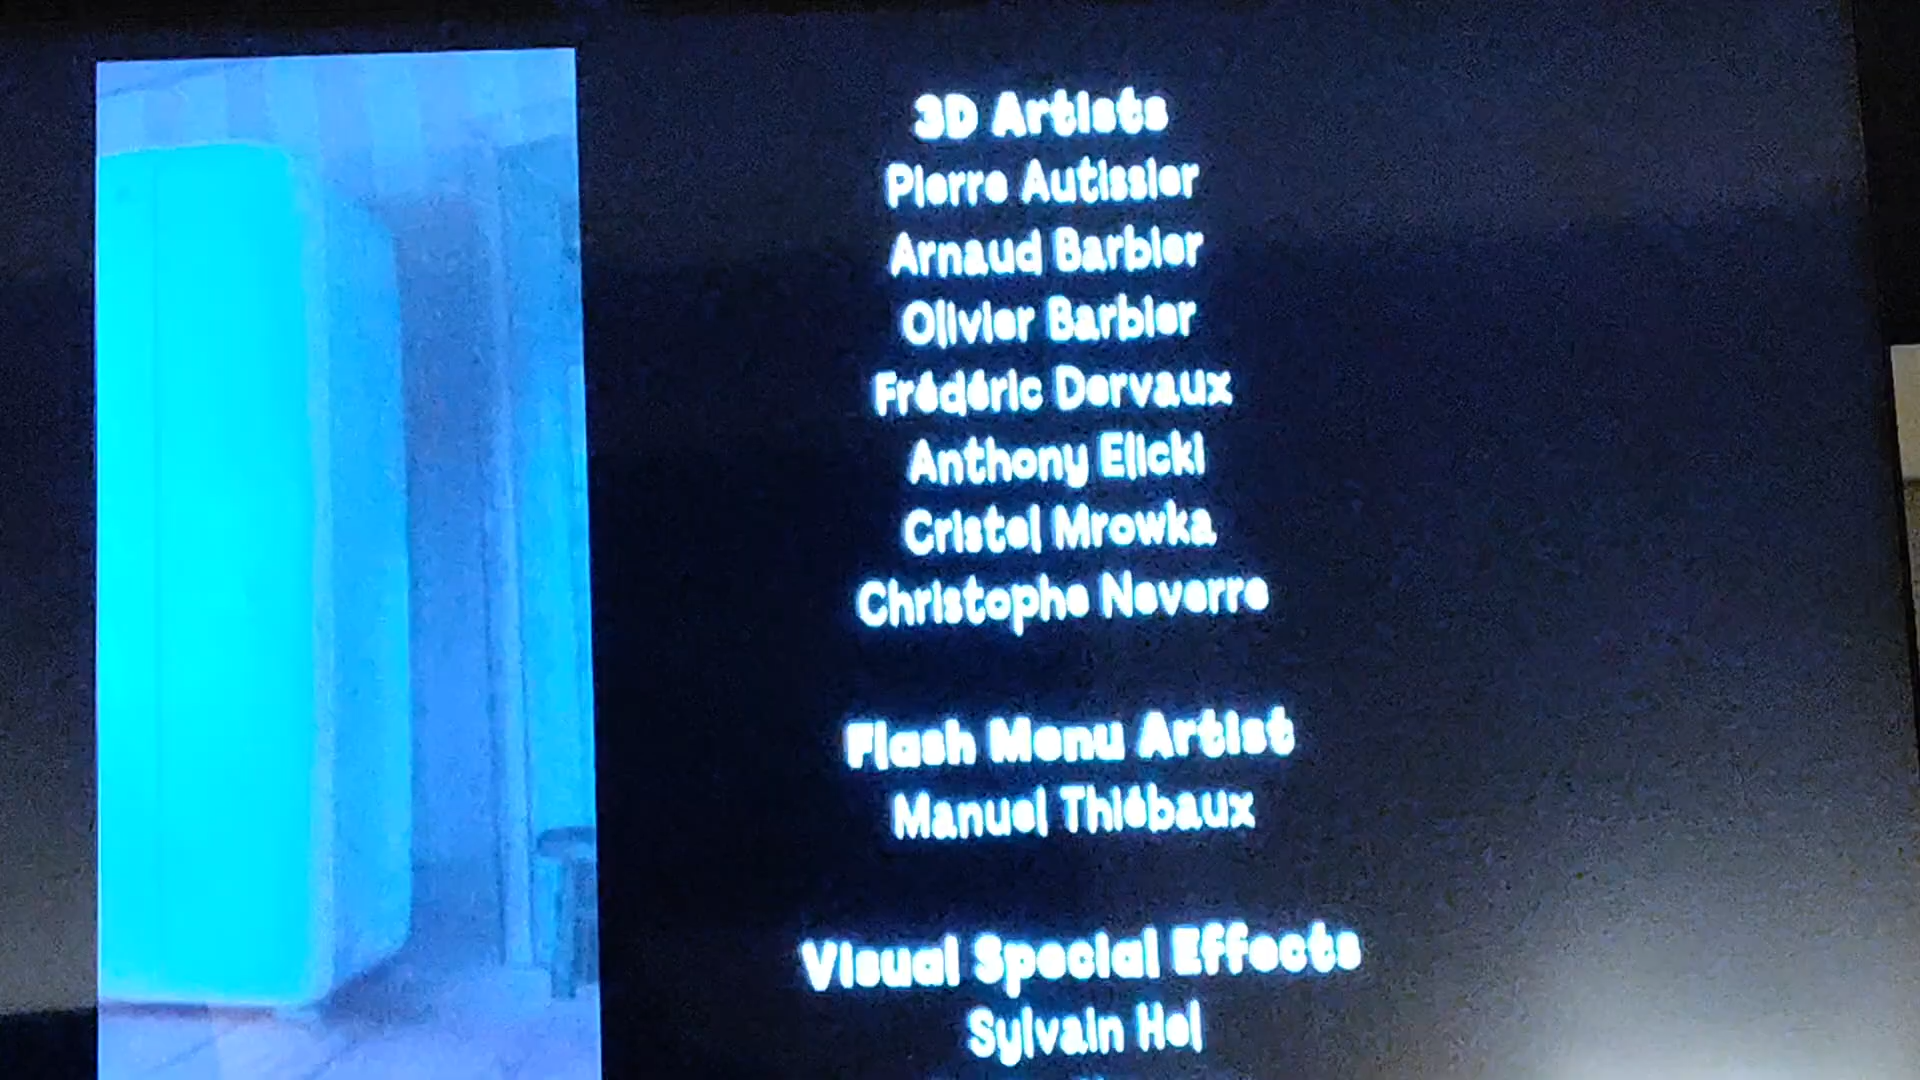 3D Artists
Pierre Autissier
Arnaud Barbier
Olivier Barbier
Frédéric Dervaux
Anthony Elicki
Cristel Mrowka
Christophe Neverre
Flash Menu Artist
Manuel Thiébaux
Visual Special Effects
Sylvain Hel